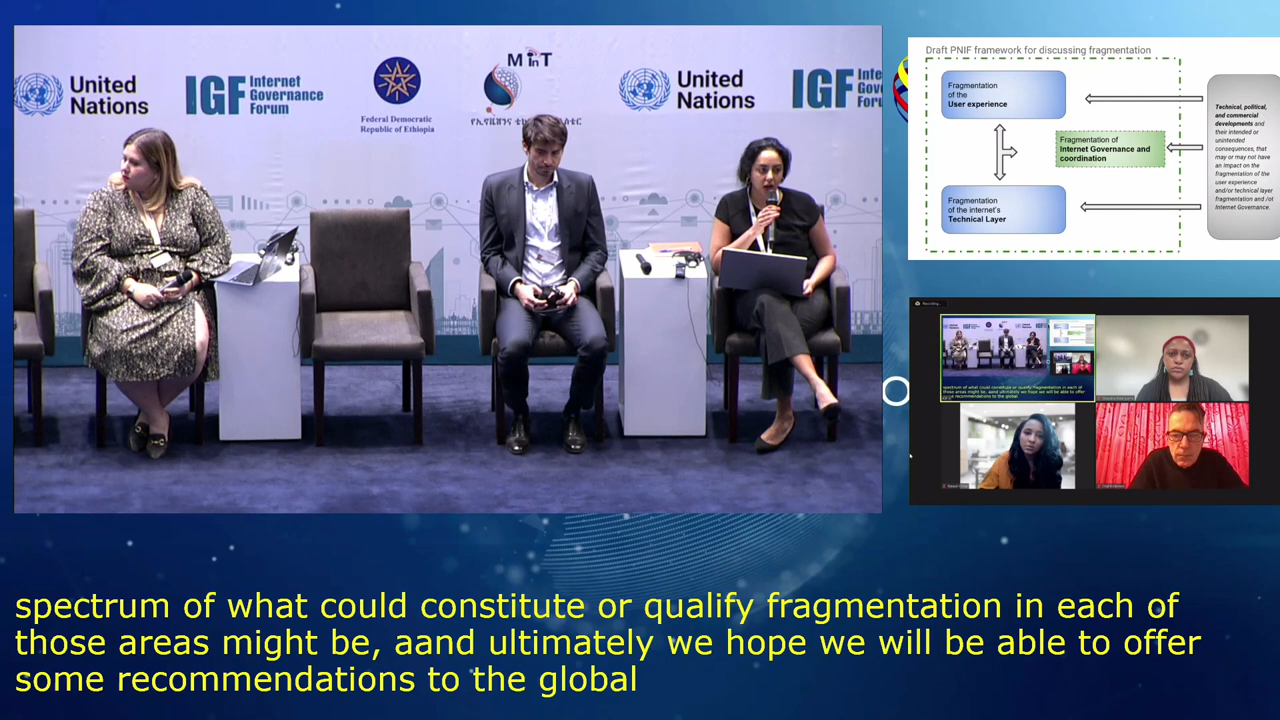 United
Nations
IGF Internet
Governance
Forum
Federal Democratic
Republic of Ethiopia
MinT
United
Nations
IGF
Draft PNIF framework for discussing fragmentation
Fragmentation
of the
User experience
Fragmentation of
Internet Governance and
coordination
Fragmentation
of the internet's
Technical Layer
Technical, political,
and commercial
developments and
their intended or
unintended
consequences, that
may or may not have
an impact on the
fragmentation of the
user experience
and/or technical layer
fragmentation and /ot
Internet Governance.
spectrum of what could constitute or qualify fragmentation in each of
those areas might be, aand ultimately we hope we will be able to offer
some recommendations to the global